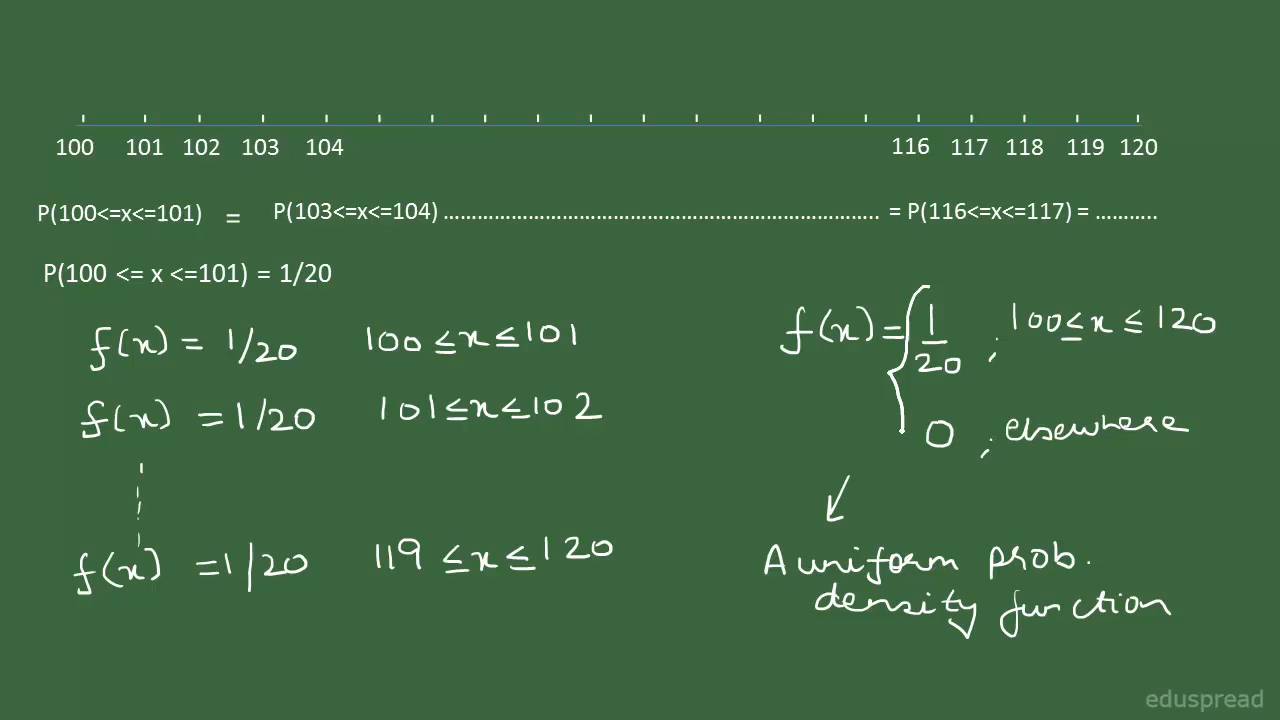 100 101 102 103 104 116 117 118 119 120
P(100<=x<=101) = P(103<=x<=104) ............................................................................. = P(116<=x<=117) = ...........
P(100 <= x <=101) = 1/20
f(x) = 1/20 100 ≤ x ≤ 101
f(x) = 1/20 101 ≤ x ≤ 102
f(x) = 1/20 119 ≤ x ≤ 120
f(x) = { 1/20 ; 100 ≤ x ≤ 120
0 ; elsewhere
A uniform prob.
density function
eduspread